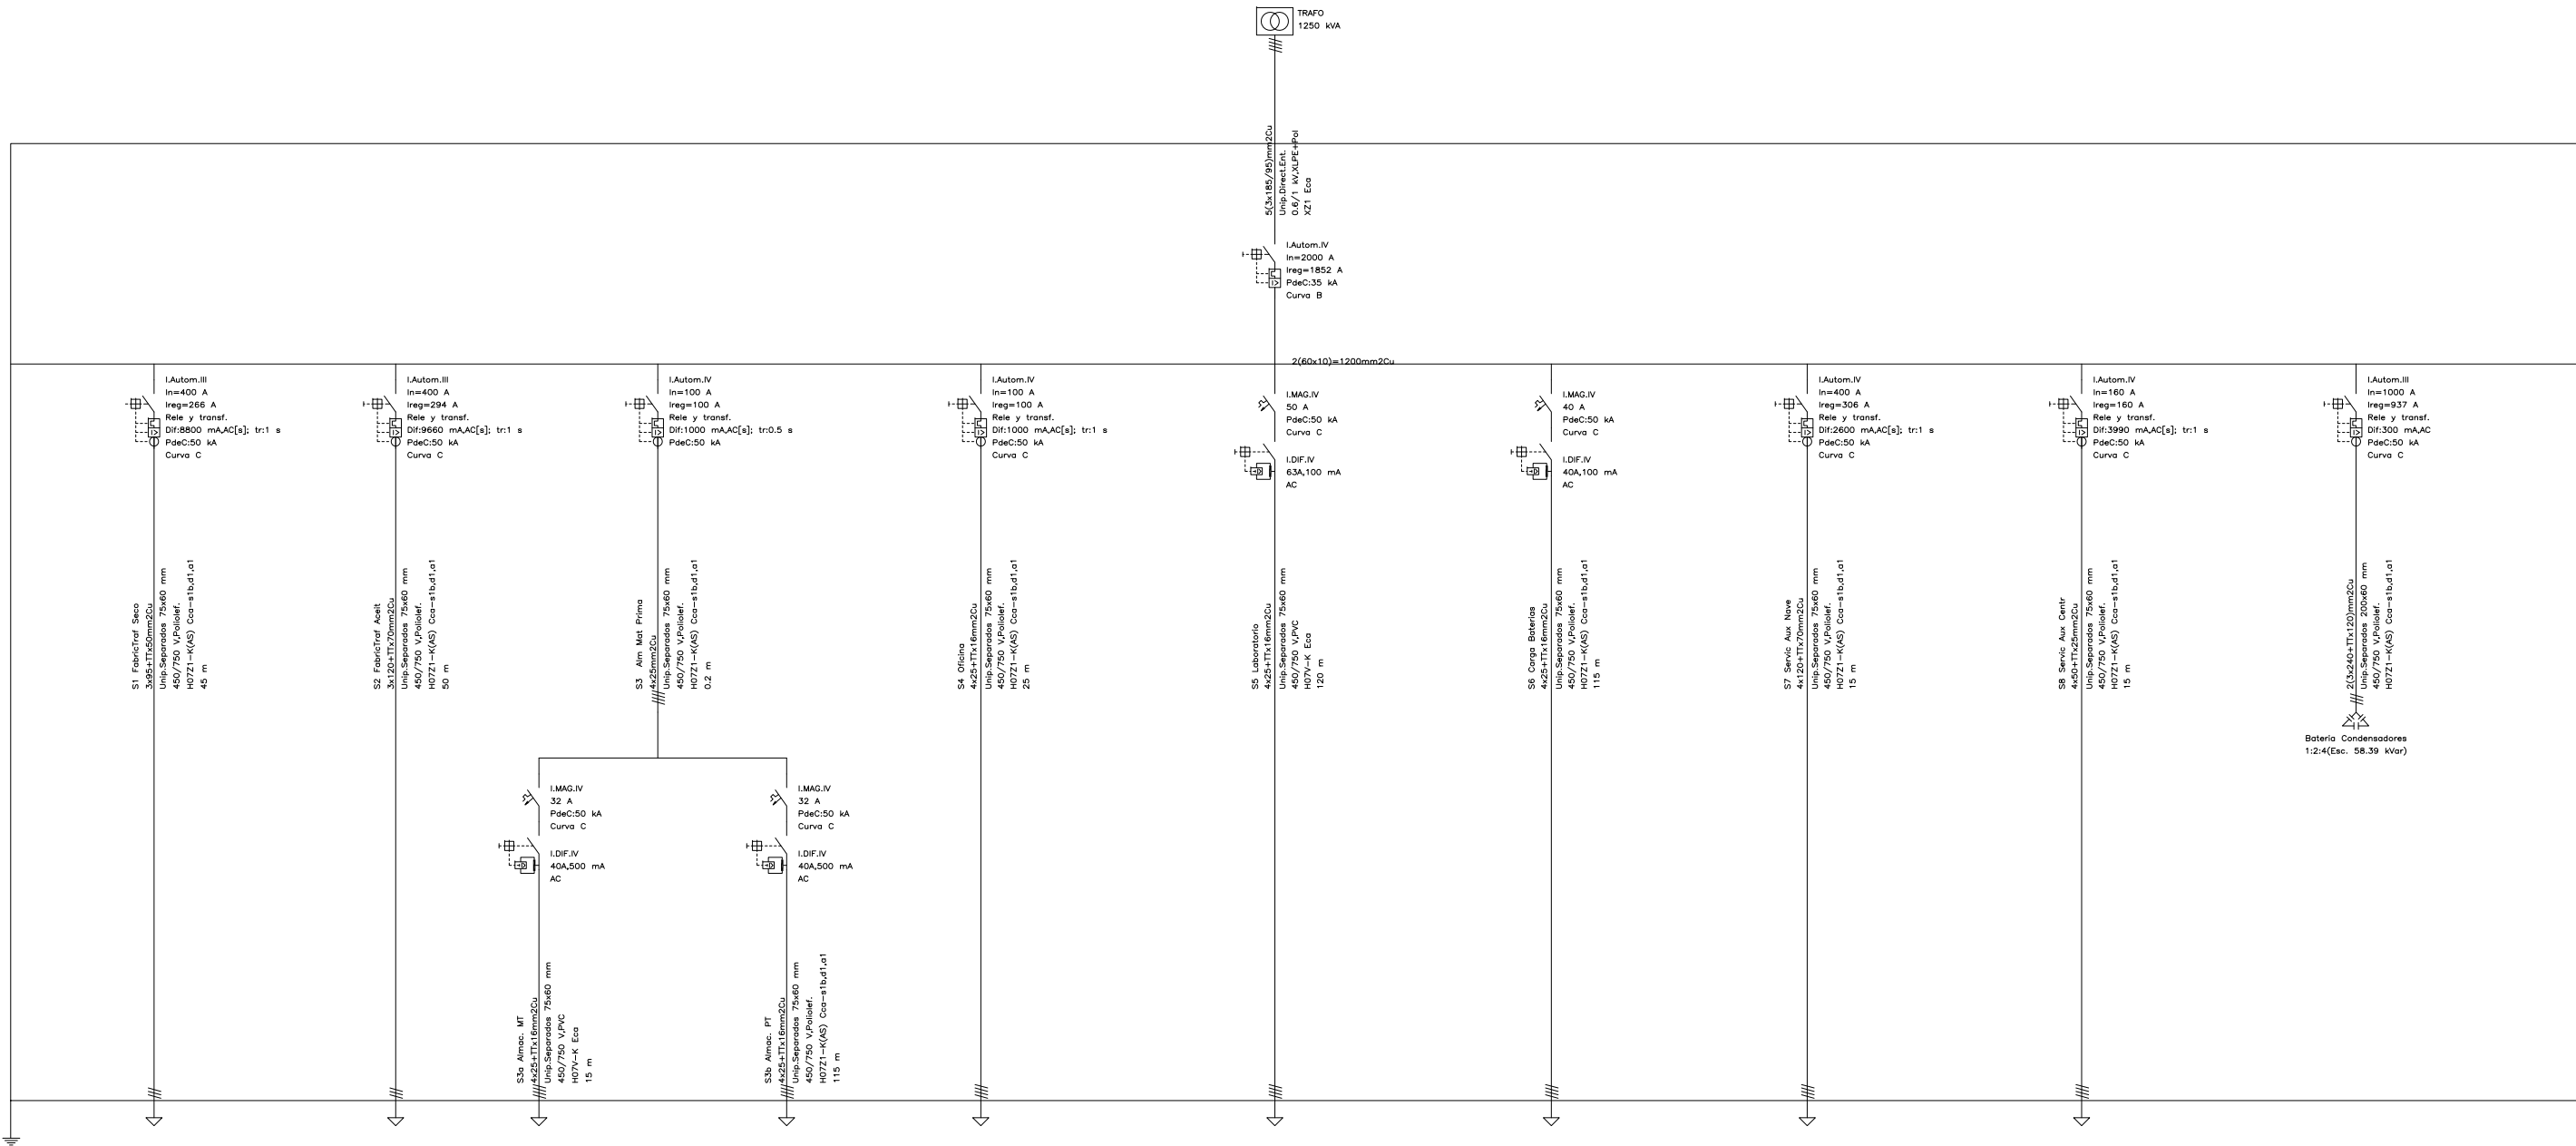 TRAFO
1250 kVA
5(3x185/95)mm2Cu
Unip.Direct.Ent.
0.6/1 kV,XLPE+Pol
XZ1 Eca
I.Autom.IV
In=2000 A
Ireg=1852 A
PdeC:35 kA
Curva B
2(60x10)=1200mm2Cu
I.Autom.III
In=400 A
Ireg=266 A
Rele y transf.
Dif:8800 mA,AC[s]; tr:1 s
PdeC:50 kA
Curva C
S1 FabricTraf Seco
3x95+TTx50mm2Cu
Unip.Separados 75x60 mm
450/750 V,Poliolef.
H07Z1-K(AS) Cca-s1b,d1,a1
45 m
I.Autom.III
In=400 A
Ireg=294 A
Rele y transf.
Dif:9660 mA,AC[s]; tr:1 s
PdeC:50 kA
Curva C
S2 FabricTraf Aceit
3x120+TTx70mm2Cu
Unip.Separados 75x60 mm
450/750 V,Poliolef.
H07Z1-K(AS) Cca-s1b,d1,a1
50 m
I.Autom.IV
In=100 A
Ireg=100 A
Rele y transf.
Dif:1000 mA,AC[s]; tr:0.5 s
PdeC:50 kA
S3 Alm Mat Prima
4x25mm2Cu
Unip.Separados 75x60 mm
450/750 V,Poliolef.
H07Z1-K(AS) Cca-s1b,d1,a1
0.2 m
I.MAG.IV
32 A
PdeC:50 kA
Curva C
I.DIF.IV
40A,500 mA
AC
S3a Almac. MT
4x25+TTx16mm2Cu
Unip.Separados 75x60 mm
450/750 V,PVC
H07V-K Eca
15 m
I.MAG.IV
32 A
PdeC:50 kA
Curva C
I.DIF.IV
40A,500 mA
AC
S3b Almac. PT
4x25+TTx16mm2Cu
Unip.Separados 75x60 mm
450/750 V,Poliolef.
H07Z1-K(AS) Cca-s1b,d1,a1
115 m
I.Autom.IV
In=100 A
Ireg=100 A
Rele y transf.
Dif:1000 mA,AC[s]; tr:1 s
PdeC:50 kA
Curva C
S4 Oficina
4x25+TTx16mm2Cu
Unip.Separados 75x60 mm
450/750 V,Poliolef.
H07Z1-K(AS) Cca-s1b,d1,a1
25 m
I.MAG.IV
50 A
PdeC:50 kA
Curva C
I.DIF.IV
63A,100 mA
AC
S5 Laboratorio
4x25+TTx16mm2Cu
Unip.Separados 75x60 mm
450/750 V,PVC
H07V-K Eca
120 m
I.MAG.IV
40 A
PdeC:50 kA
Curva C
I.DIF.IV
40A,100 mA
AC
S6 Carga Baterias
4x25+TTx16mm2Cu
Unip.Separados 75x60 mm
450/750 V,Poliolef.
H07Z1-K(AS) Cca-s1b,d1,a1
115 m
I.Autom.IV
In=400 A
Ireg=306 A
Rele y transf.
Dif:2600 mA,AC[s]; tr:1 s
PdeC:50 kA
Curva C
S7 Servic Aux Nave
4x120+TTx70mm2Cu
Unip.Separados 75x60 mm
450/750 V,Poliolef.
H07Z1-K(AS) Cca-s1b,d1,a1
15 m
I.Autom.IV
In=160 A
Ireg=160 A
Rele y transf.
Dif:3990 mA,AC[s]; tr:1 s
PdeC:50 kA
Curva C
S8 Servic Aux Centr
4x50+TTx25mm2Cu
Unip.Separados 75x60 mm
450/750 V,Poliolef.
H07Z1-K(AS) Cca-s1b,d1,a1
15 m
I.Autom.III
In=1000 A
Ireg=937 A
Rele y transf.
Dif:300 mA,AC
PdeC:50 kA
Curva C
2(3x240+TTx120)mm2Cu
Unip.Separados 200x60 mm
450/750 V,Poliolef.
H07Z1-K(AS) Cca-s1b,d1,a1
Batería Condensadores
1:2:4(Esc. 58.39 kVar)